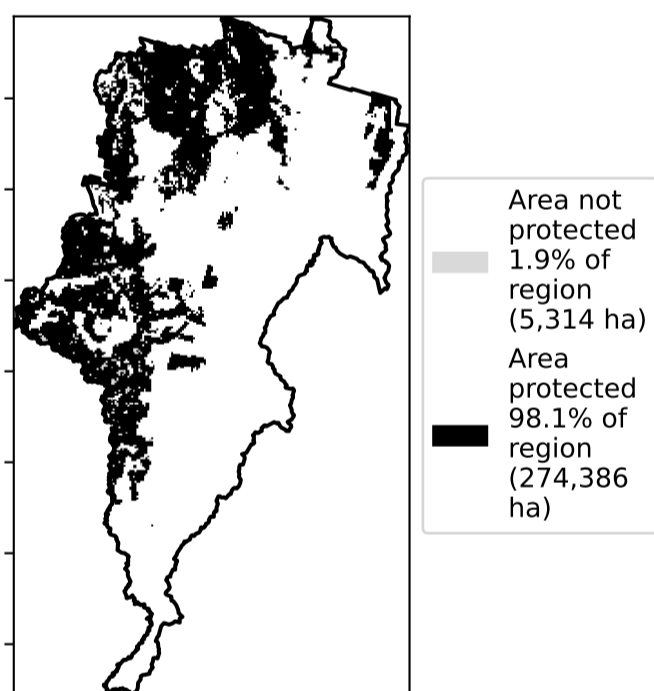 Area not
protected
1.9% of
region
(5,314 ha)
Area
protected
98.1% of
region
(274,386
ha)